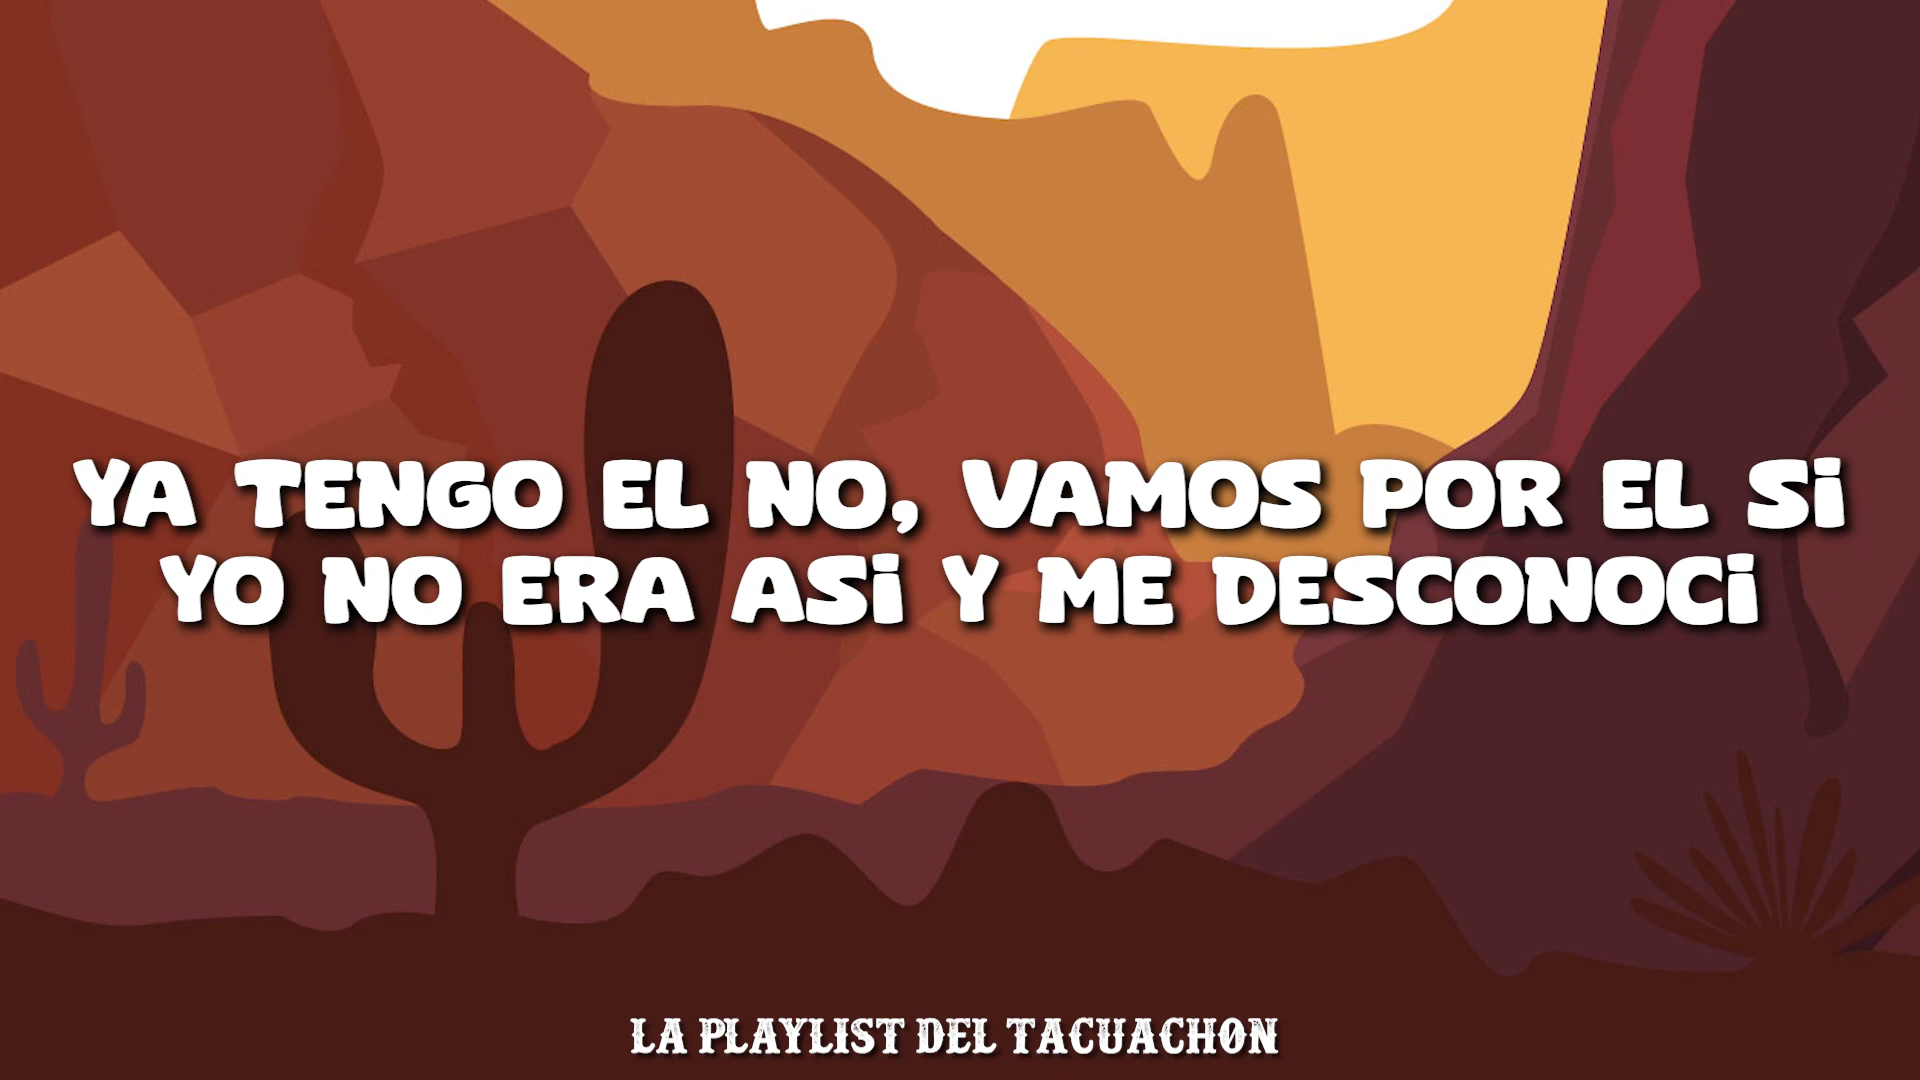 YA TENGO EL NO, VAMOS POR EL Si
YO NO ERA ASi Y ME DESCONOCi
LA PLAYLIST DEL TACUACHON